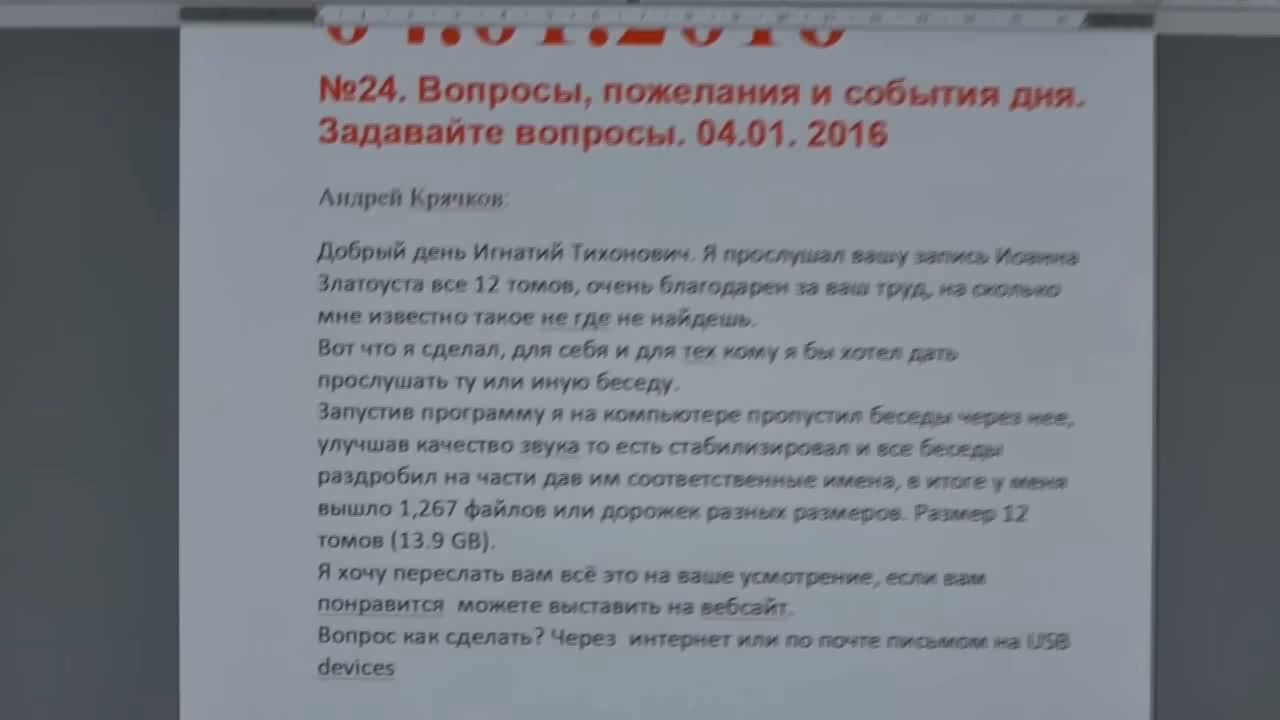 04.01.2016
№24. Вопросы, пожелания и события дня.
Задавайте вопросы. 04.01. 2016
Андрей Крячков:
Добрый день Игнатий Тихонович. Я прослушал вашу запись Иоанна
Златоуста все 12 томов, очень благодарен за ваш труд, на сколько
мне известно такое не где не найдешь.
Вот что я сделал, для себя и для тех кому я бы хотел дать
прослушать ту или иную беседу.
Запустив программу я на компьютере пропустил беседы через нее,
улучшав качество звука то есть стабилизировал и все беседы
раздробил на части дав им соответственные имена, в итоге у меня
вышло 1,267 файлов или дорожек разных размеров. Размер 12
томов (13.9 GB).
Я хочу переслать вам всё это на ваше усмотрение, если вам
понравится можете выставить на вебсайт.
Вопрос как сделать? Через интернет или по почте письмом на USB
devices